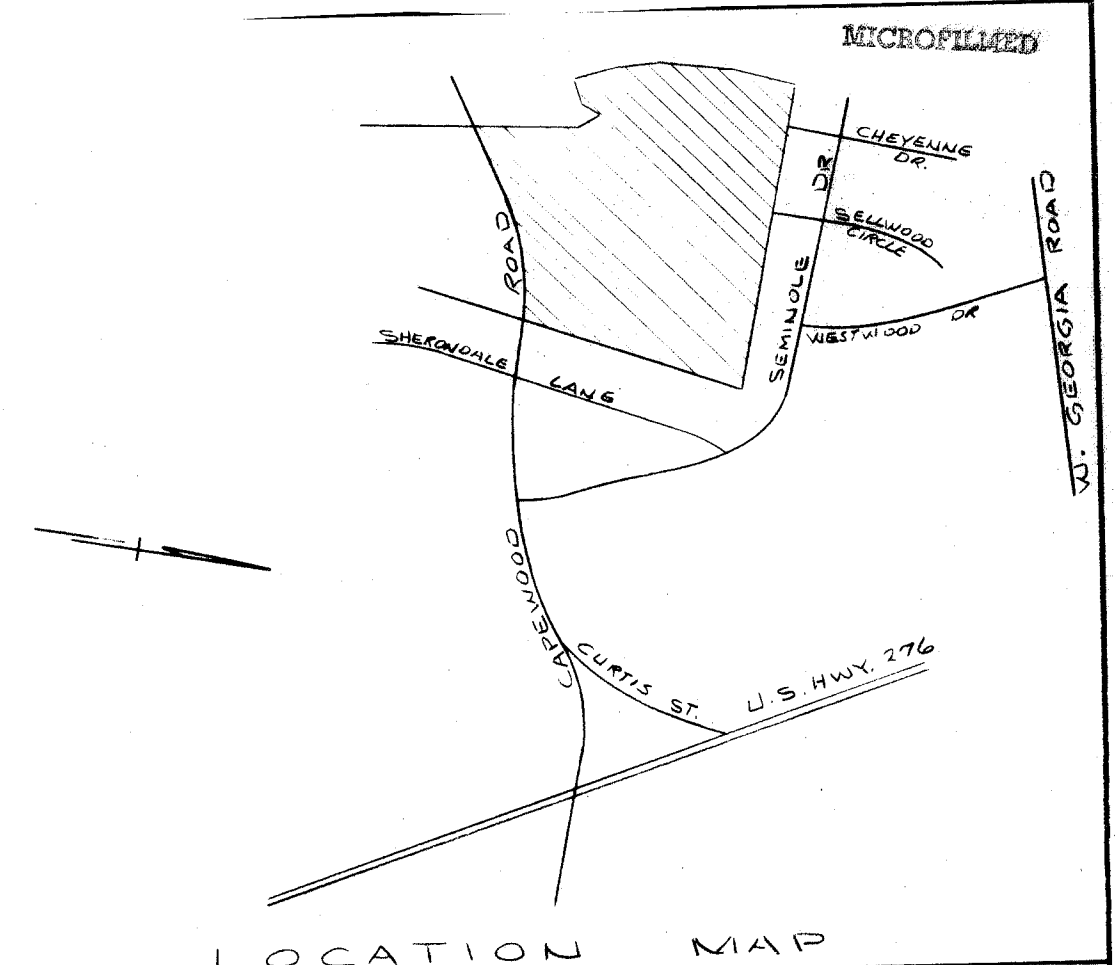 MICROFILMED
CHEYENNE
DR.
DR
SEMINOLE
BELLWOOD
CIRCLE
W. GEORGIA ROAD
ROAD
WESTWOOD DR
SHERONDALE LANE
CAPEWOOD
CURTIS ST.
U.S. HWY. 276
LOCATION MAP